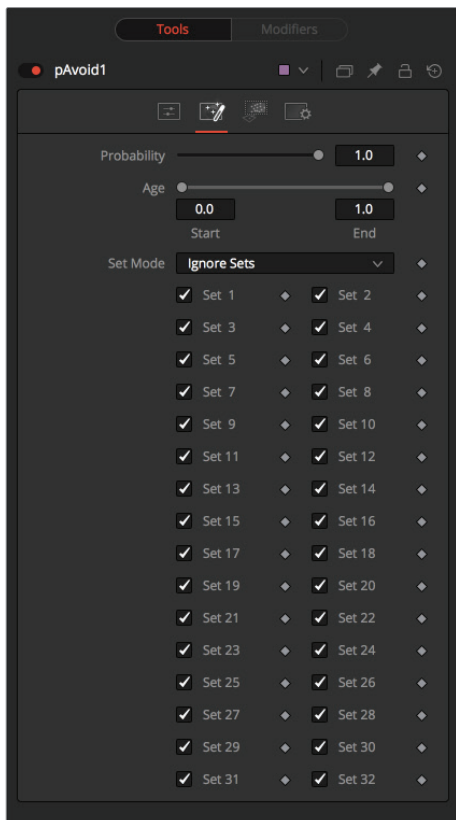 Tools Modifiers
pAvoid1
Probability 1.0
Age
0.0 1.0
Start End
Set Mode Ignore Sets
Set 1 Set 2
Set 3 Set 4
Set 5 Set 6
Set 7 Set 8
Set 9 Set 10
Set 11 Set 12
Set 13 Set 14
Set 15 Set 16
Set 17 Set 18
Set 19 Set 20
Set 21 Set 22
Set 23 Set 24
Set 25 Set 26
Set 27 Set 28
Set 29 Set 30
Set 31 Set 32